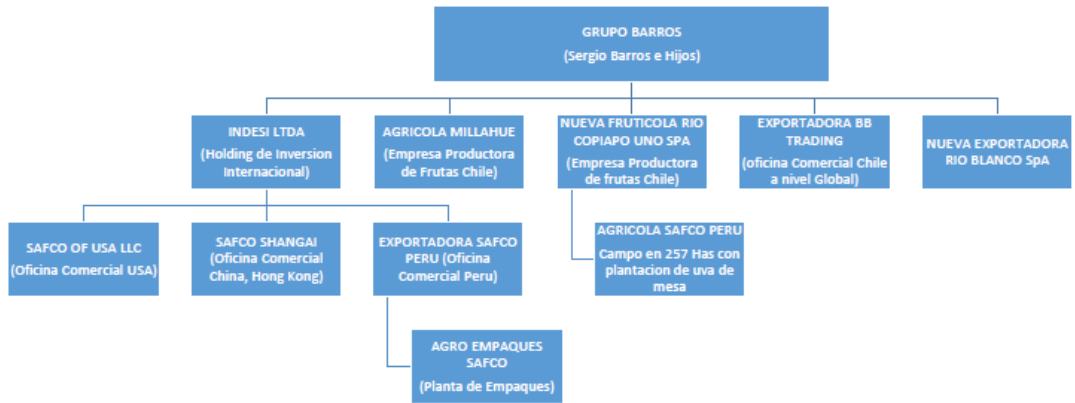 GRUPO BARROS
(Sergio Barros e Hijos)
INDESI LTDA
(Holding de Inversion
Internacional)
AGRICOLA MILLAHUE
(Empresa Productora
de Frutas Chile)
NUEVA FRUTICOLA RIO
COPIAPO UNO SPA
(Empresa Productora
de frutas Chile)
EXPORTADORA BB
TRADING
(oficina Comercial Chile
a nivel Global)
NUEVA EXPORTADORA
RIO BLANCO SpA
SAFCO OF USA LLC
(Oficina Comercial USA)
SAFCO SHANGAI
(Oficina Comercial
China, Hong Kong)
EXPORTADORA SAFCO
PERU (Oficina
Comercial Peru)
AGRICOLA SAFCO PERU
Campo en 257 Has con
plantacion de uva de
mesa
AGRO EMPAQUES
SAFCO
(Planta de Empaques)